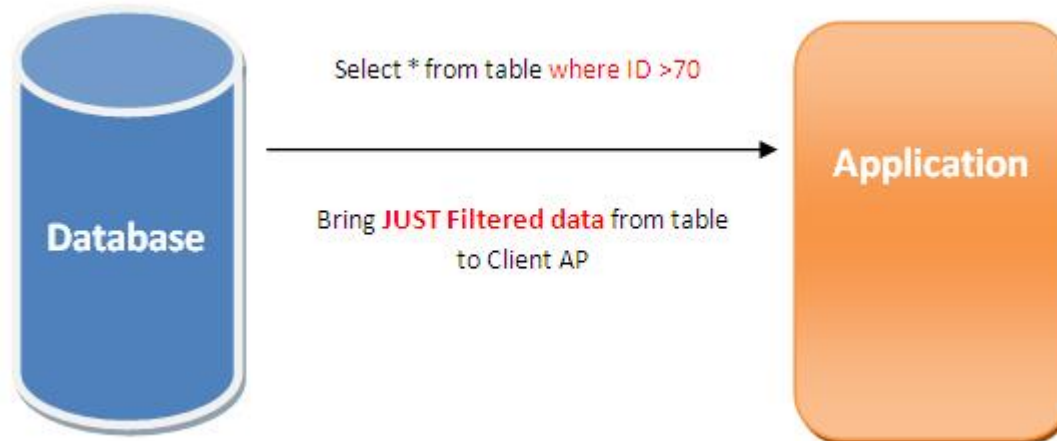 Select * from table where ID >70
Application
Database
Bring JUST Filtered data from table
to Client AP